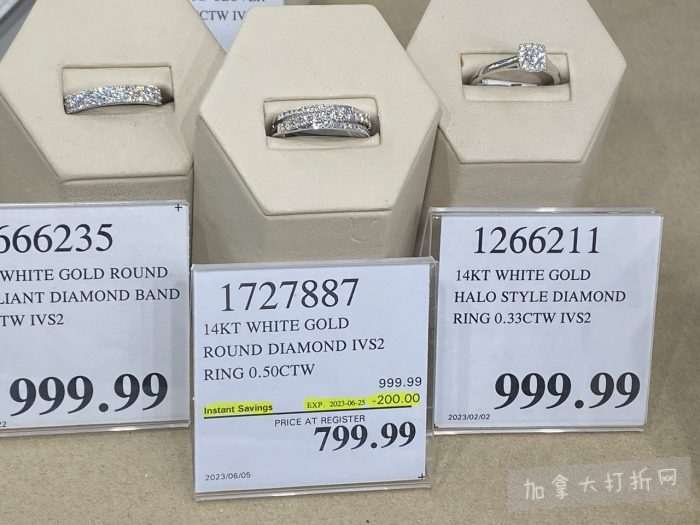 CTW IVS
666235
WHITE GOLD ROUND
LIANT DIAMOND BAND
TW IVS2
999.99
1727887
14KT WHITE GOLD
ROUND DIAMOND IVS2
RING 0.50CTW
999.99
Instant Savings EXP. 2023-06-25 -200.00
PRICE AT REGISTER
799.99
2023/06/05
1266211
14KT WHITE GOLD
HALO STYLE DIAMOND
RING 0.33CTW IVS2
999.99
2023/02/02
加拿大打折网